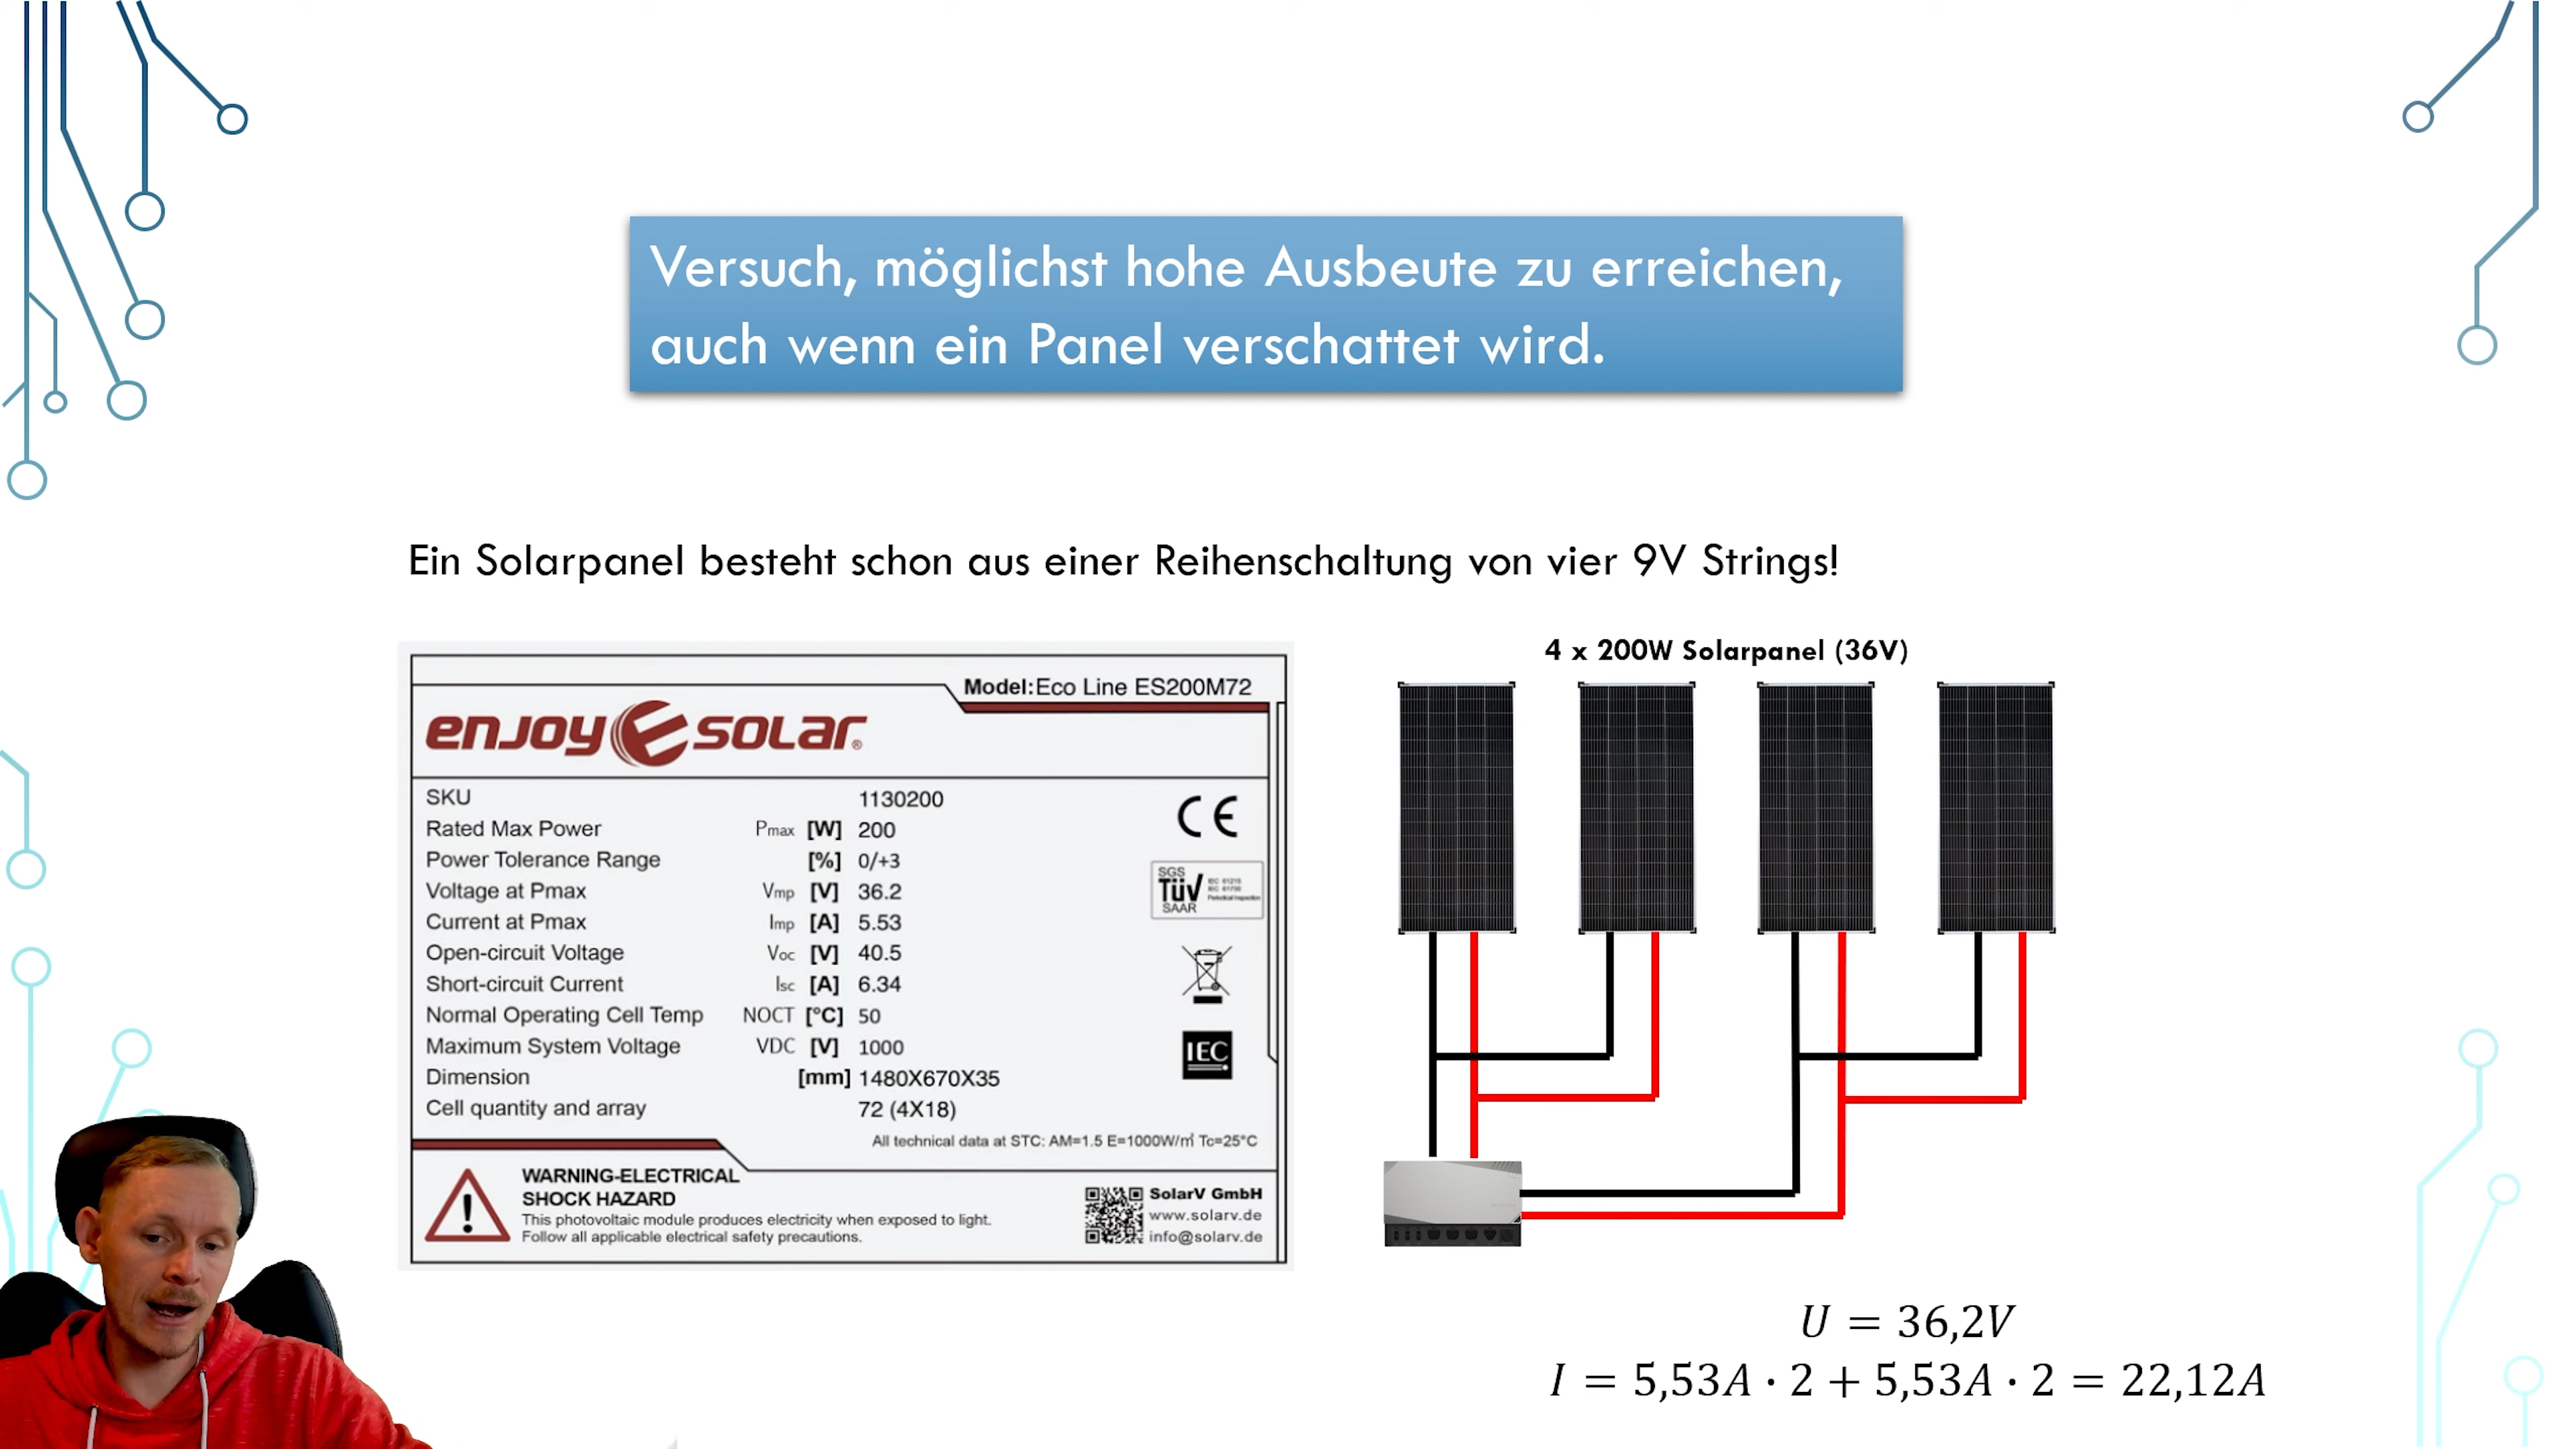 Versuch, möglichst hohe Ausbeute zu erreichen,
auch wenn ein Panel verschattet wird.
Ein Solarpanel besteht schon aus einer Reihenschaltung von vier 9V Strings!
Model:Eco Line ES200M72
enjoy solar®
SKU 1130200
Rated Max Power Pmax [W] 200
Power Tolerance Range [%] 0/+3
Voltage at Pmax Vmp [V] 36.2
Current at Pmax Imp [A] 5.53
Open-circuit Voltage Voc [V] 40.5
Short-circuit Current Isc [A] 6.34
Normal Operating Cell Temp NOCT [°C] 50
Maximum System Voltage VDC [V] 1000
Dimension [mm] 1480X670X35
Cell quantity and array 72 (4X18)
All technical data at STC: AM=1.5 E=1000W/㎡ Tc=25°C
CE
SGS
TÜV
SAAR
IEC 61215
IEC 61730
Periodical Inspection
IEC
WARNING-ELECTRICAL
SHOCK HAZARD
This photovoltaic module produces electricity when exposed to light.
Follow all applicable electrical safety precautions.
SolarV GmbH
www.solarv.de
info@solarv.de
4 x 200W Solarpanel (36V)
U = 36,2V
I = 5,53A · 2 + 5,53A · 2 = 22,12A